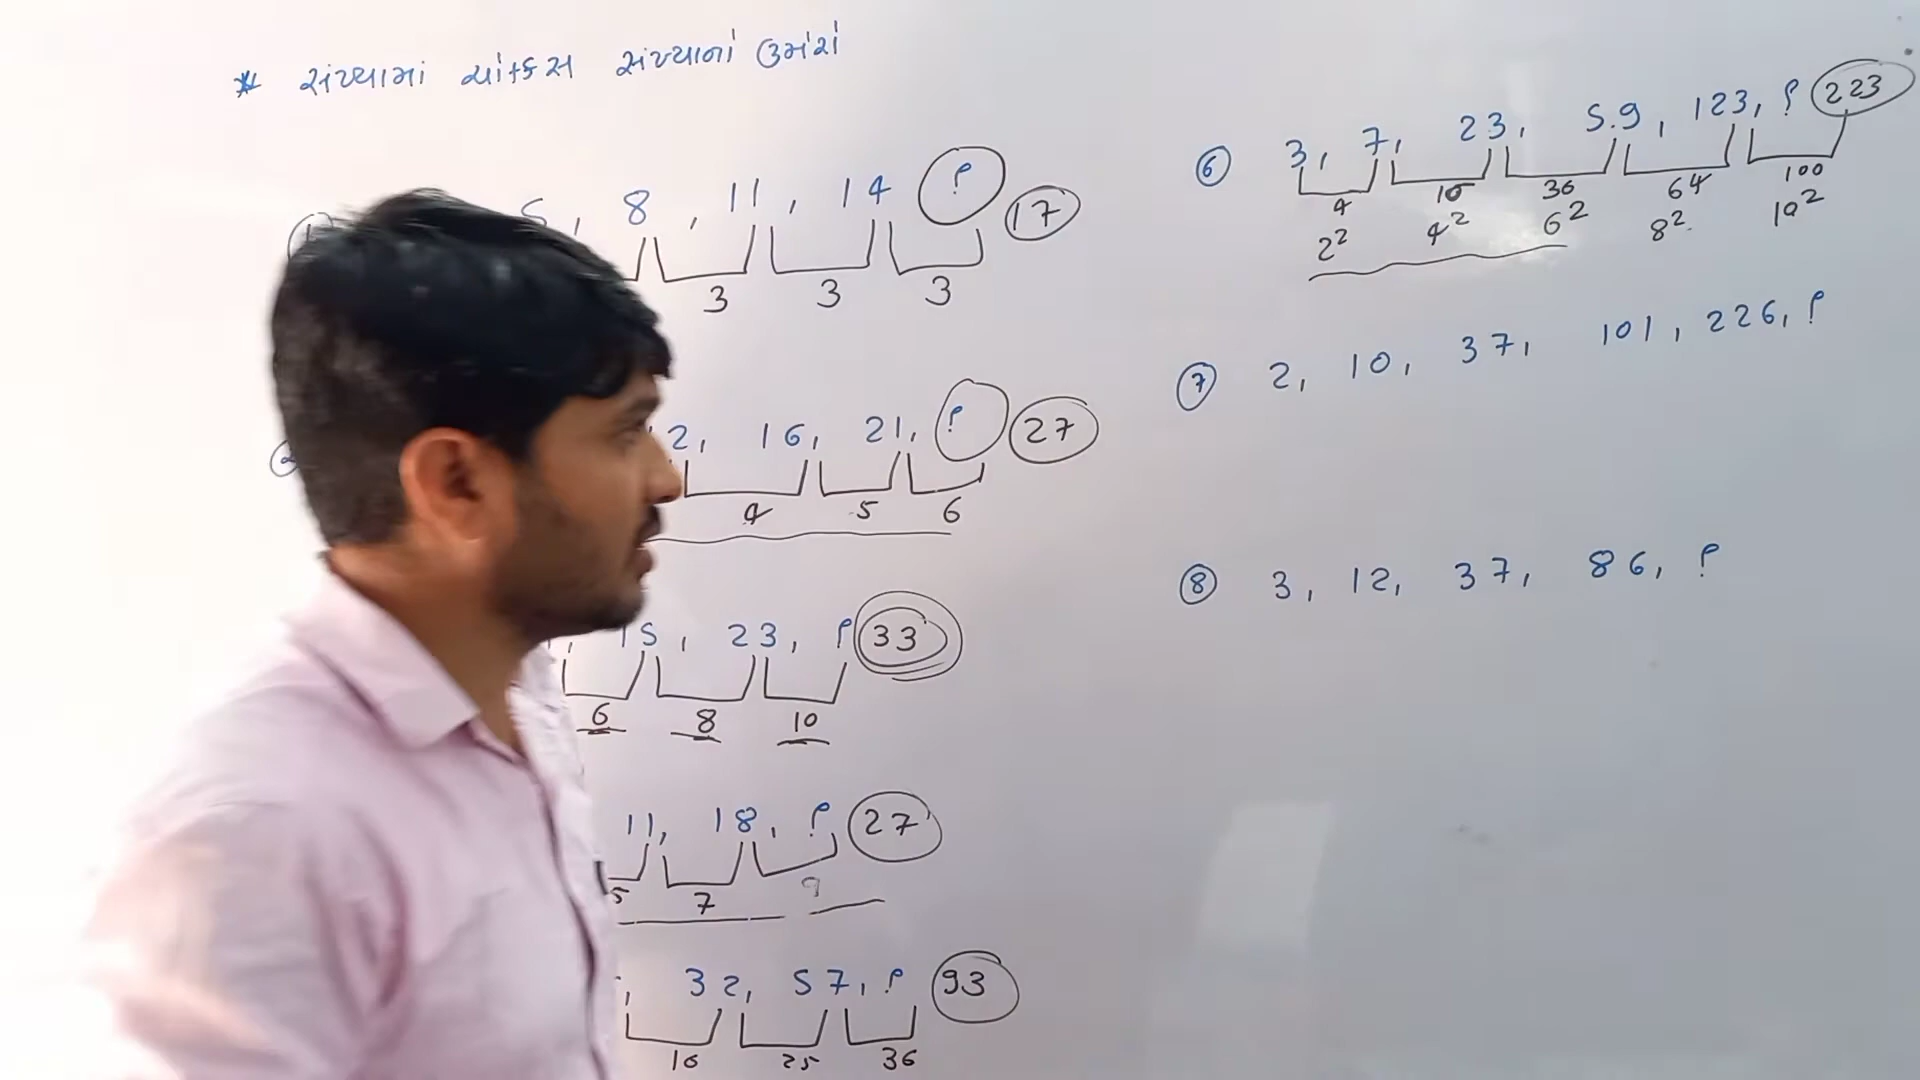 * સંખ્યામાં ચોક્કસ સંખ્યાનો ઉમેરો
5, 8, 11, 14 ?
17
3 3 3
2, 16, 21, ?
27
4 5 6
15, 23, ?
33
6 8 10
11, 18, ?
27
5 7 9
, 32, 57, ?
93
16 25 36
6 3, 7, 23, 59, 123, ? 223
4 16 36 64 100
2² 4² 6² 8² 10²
7 2, 10, 37, 101, 226, ?
8 3, 12, 37, 86, ?